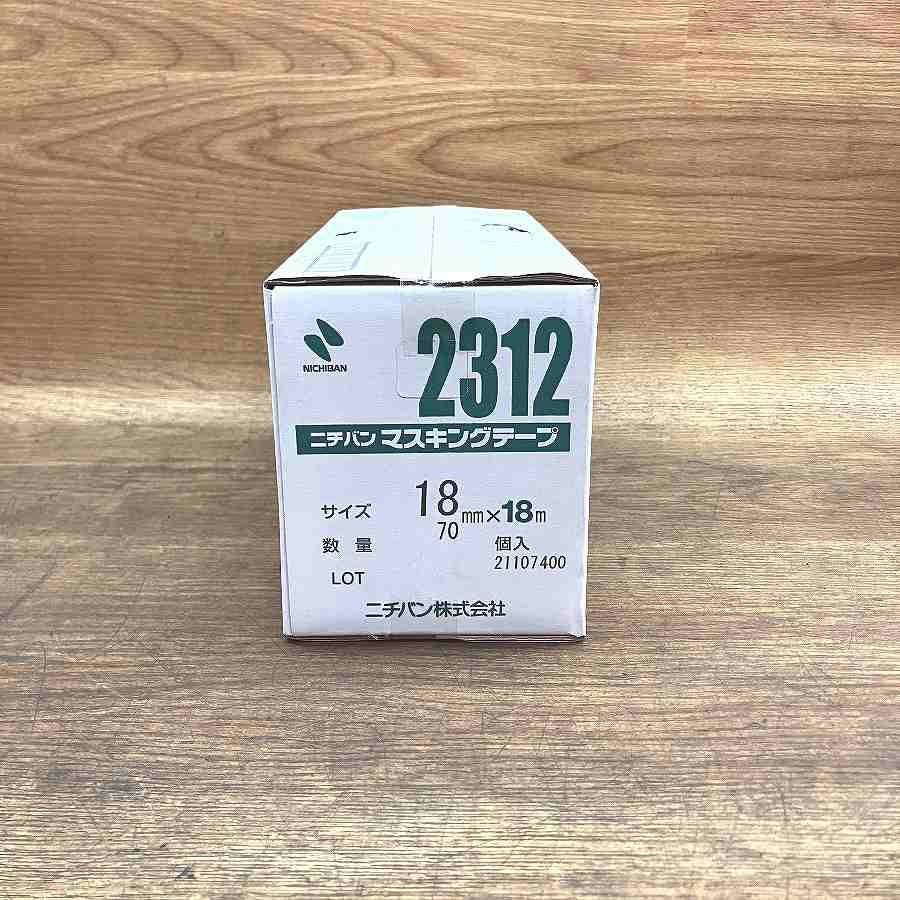 NICHIBAN
2312
ニチバン マスキングテープ
サイズ 18mm×18m
数量 70 個入
LOT 21107400
ニチバン株式会社